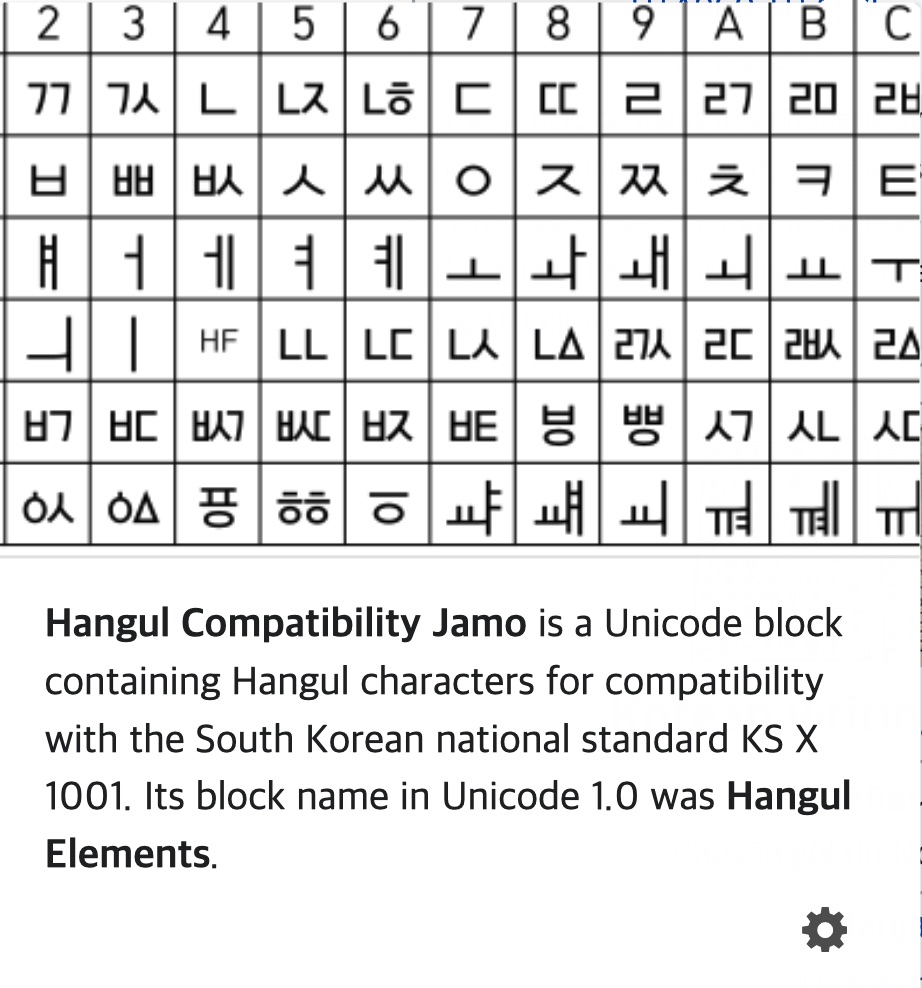 2 3 4 5 6 7 8 9 A B C
ㄲ ㄳ ㄴ ㄵ ㄶ ㄷ ㄸ ㄹ ㄺ ㄻ ㄼ
ㅂ ㅃ ㅄ ㅅ ㅆ ㅇ ㅈ ㅉ ㅊ ㅋ ㅌ
ㅒ ㅓ ㅔ ㅕ ㅖ ㅗ ㅘ ㅙ ㅚ ㅛ ㅜ
ㅢ ㅣ HF ㅥ ㅦ ㅧ ㅨ ㅩ ㅪ ㅫ ㅬ
ㅲ ㅳ ㅴ ㅵ ㅶ ㅷ ㅸ ㅹ ㅺ ㅻ ㅼ
ㆂ ㆃ ㆄ ㆅ ㆆ ㆇ ㆈ ㆉ ㆊ ㆋ ㆌ
Hangul Compatibility Jamo is a Unicode block
containing Hangul characters for compatibility
with the South Korean national standard KS X
1001. Its block name in Unicode 1.0 was Hangul
Elements.